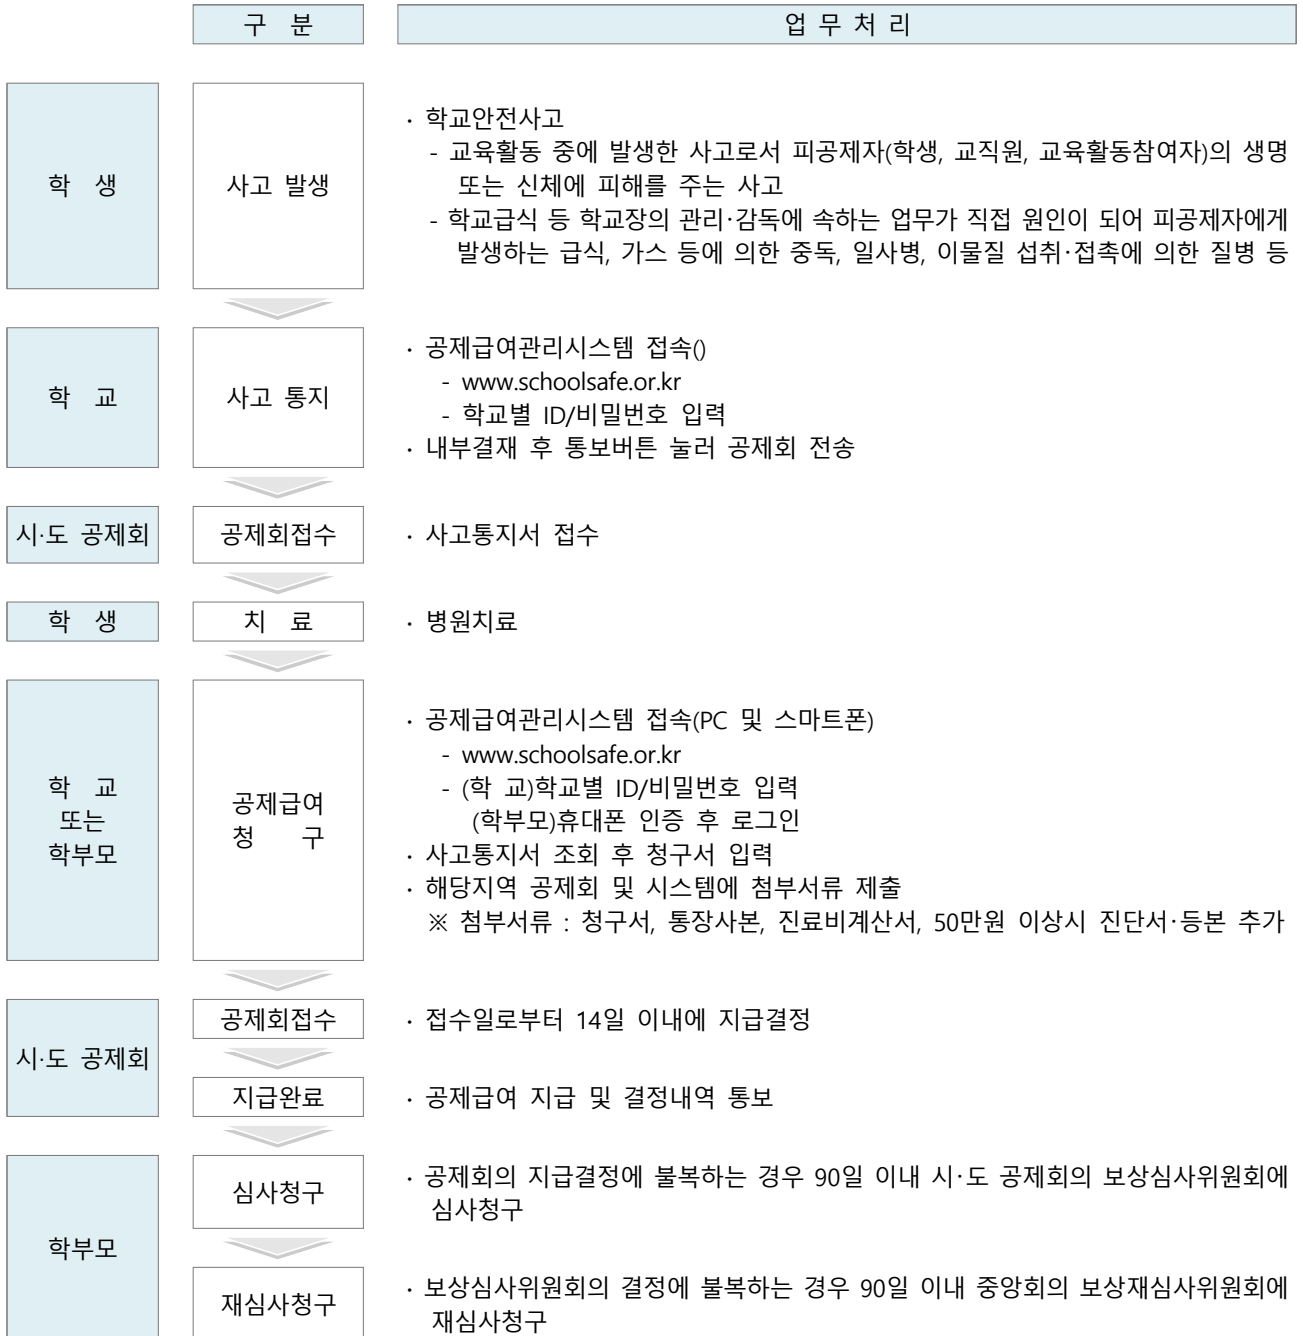 구 분
업 무 처 리
학 생
사고 발생
· 학교안전사고
- 교육활동 중에 발생한 사고로서 피공제자(학생, 교직원, 교육활동참여자)의 생명
또는 신체에 피해를 주는 사고
- 학교급식 등 학교장의 관리·감독에 속하는 업무가 직접 원인이 되어 피공제자에게
발생하는 급식, 가스 등에 의한 중독, 일사병, 이물질 섭취·접촉에 의한 질병 등
학 교
사고 통지
· 공제급여관리시스템 접속()
- www.schoolsafe.or.kr
- 학교별 ID/비밀번호 입력
· 내부결재 후 통보버튼 눌러 공제회 전송
시·도 공제회
공제회접수
· 사고통지서 접수
학 생
치 료
· 병원치료
학 교
또는
학부모
공제급여
청 구
· 공제급여관리시스템 접속(PC 및 스마트폰)
- www.schoolsafe.or.kr
- (학 교)학교별 ID/비밀번호 입력
(학부모)휴대폰 인증 후 로그인
· 사고통지서 조회 후 청구서 입력
· 해당지역 공제회 및 시스템에 첨부서류 제출
※ 첨부서류 : 청구서, 통장사본, 진료비계산서, 50만원 이상시 진단서·등본 추가
시·도 공제회
공제회접수
· 접수일로부터 14일 이내에 지급결정
지급완료
· 공제급여 지급 및 결정내역 통보
학부모
심사청구
· 공제회의 지급결정에 불복하는 경우 90일 이내 시·도 공제회의 보상심사위원회에
심사청구
재심사청구
· 보상심사위원회의 결정에 불복하는 경우 90일 이내 중앙회의 보상재심사위원회에
재심사청구